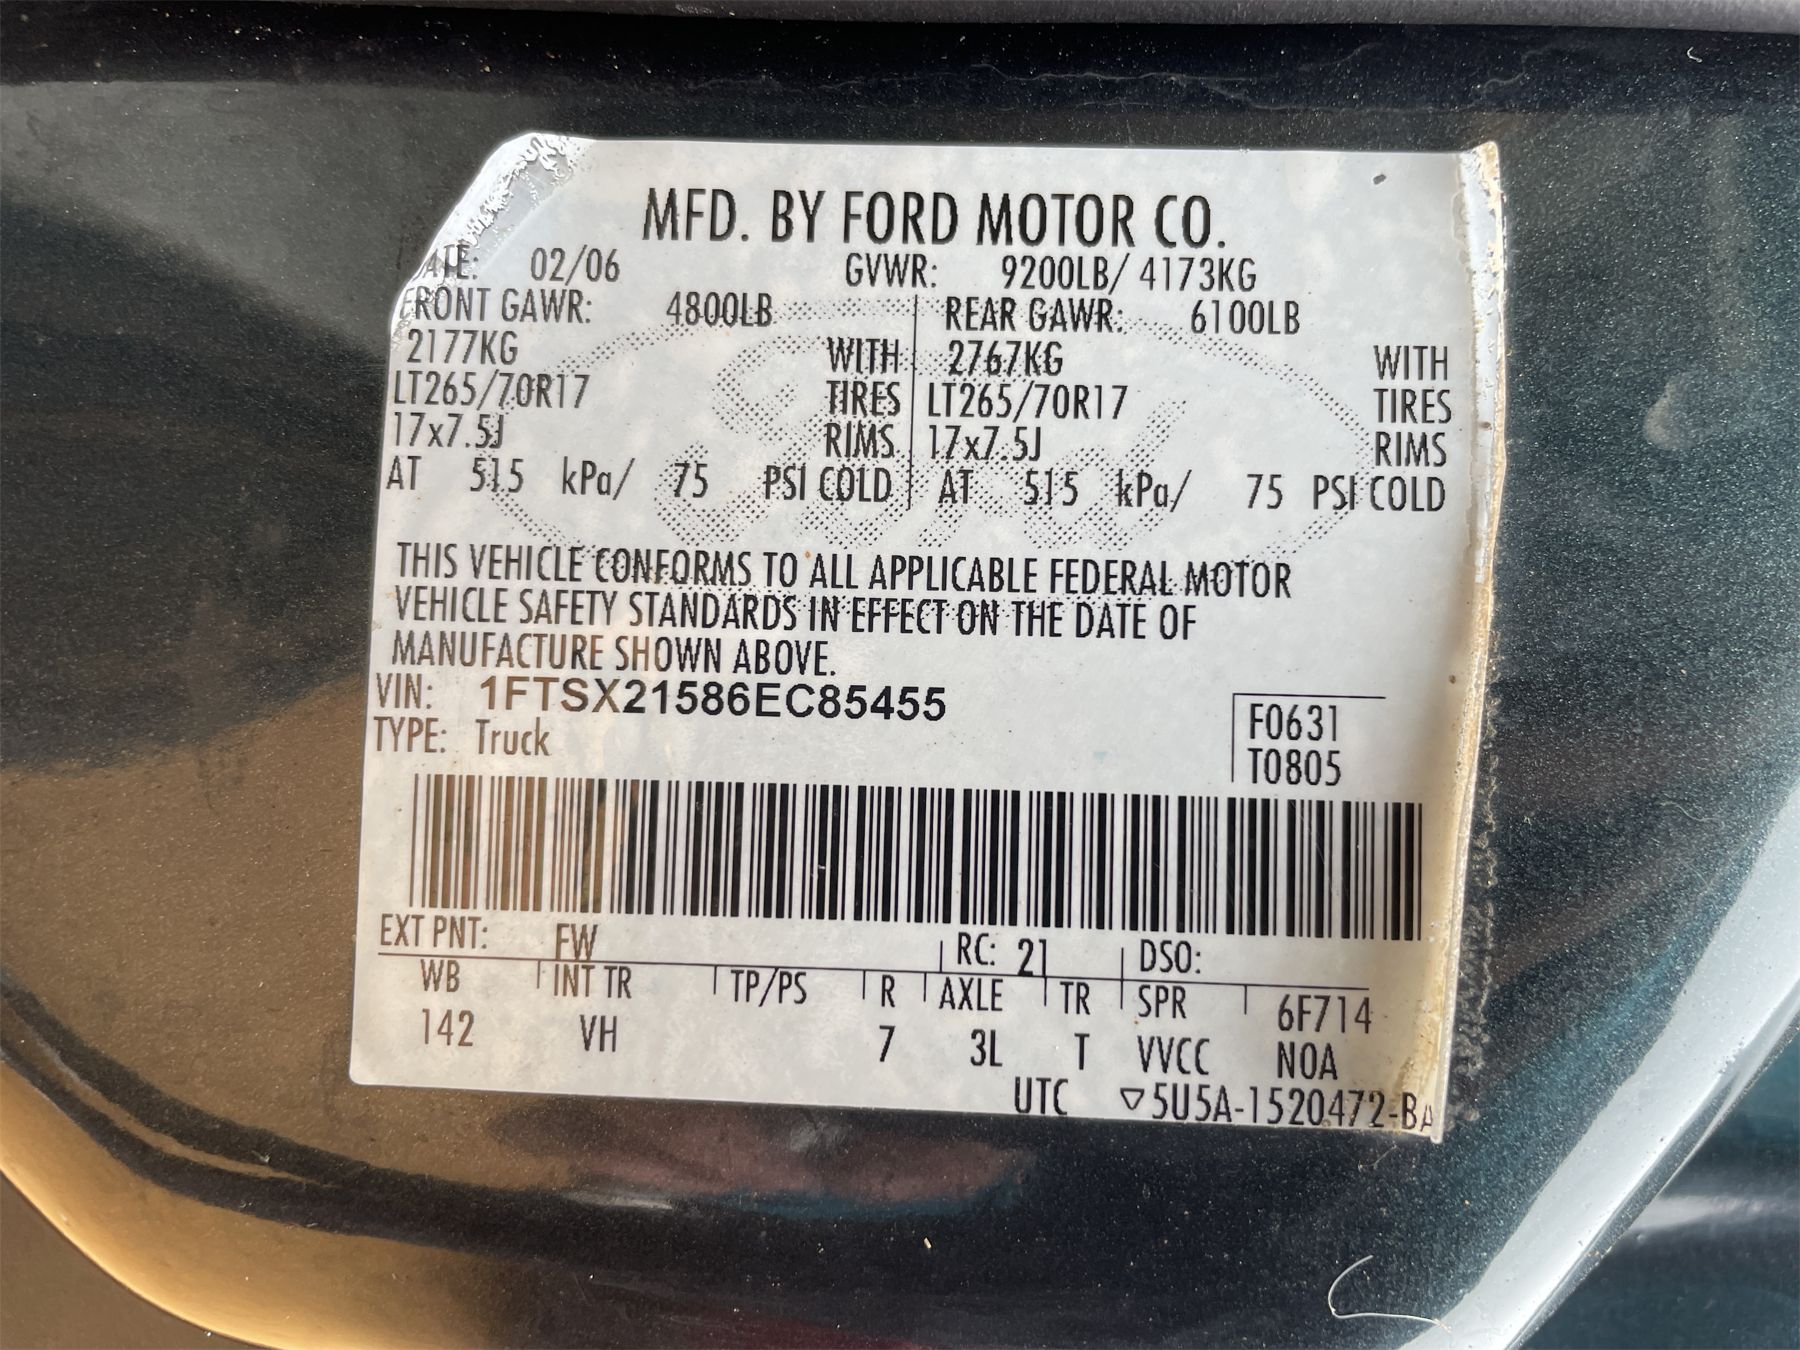 MFD. BY FORD MOTOR CO.
DATE: 02/06 GVWR: 9200LB/ 4173KG
FRONT GAWR: 4800LB REAR GAWR: 6100LB
2177KG WITH 2767KG WITH
LT265/70R17 TIRES LT265/70R17 TIRES
17x7.5J RIMS 17x7.5J RIMS
AT 515 kPa/ 75 PSI COLD AT 515 kPa/ 75 PSI COLD
THIS VEHICLE CONFORMS TO ALL APPLICABLE FEDERAL MOTOR
VEHICLE SAFETY STANDARDS IN EFFECT ON THE DATE OF
MANUFACTURE SHOWN ABOVE.
VIN: 1FTSX21586EC85455
F0631
TYPE: Truck
T0805
EXT PNT: FW RC: 21 DSO:
WB INT TR TP/PS R AXLE TR SPR 6F714
142 VH 7 3L T VVCC NOA
UTC ▽5U5A-1520472-BA